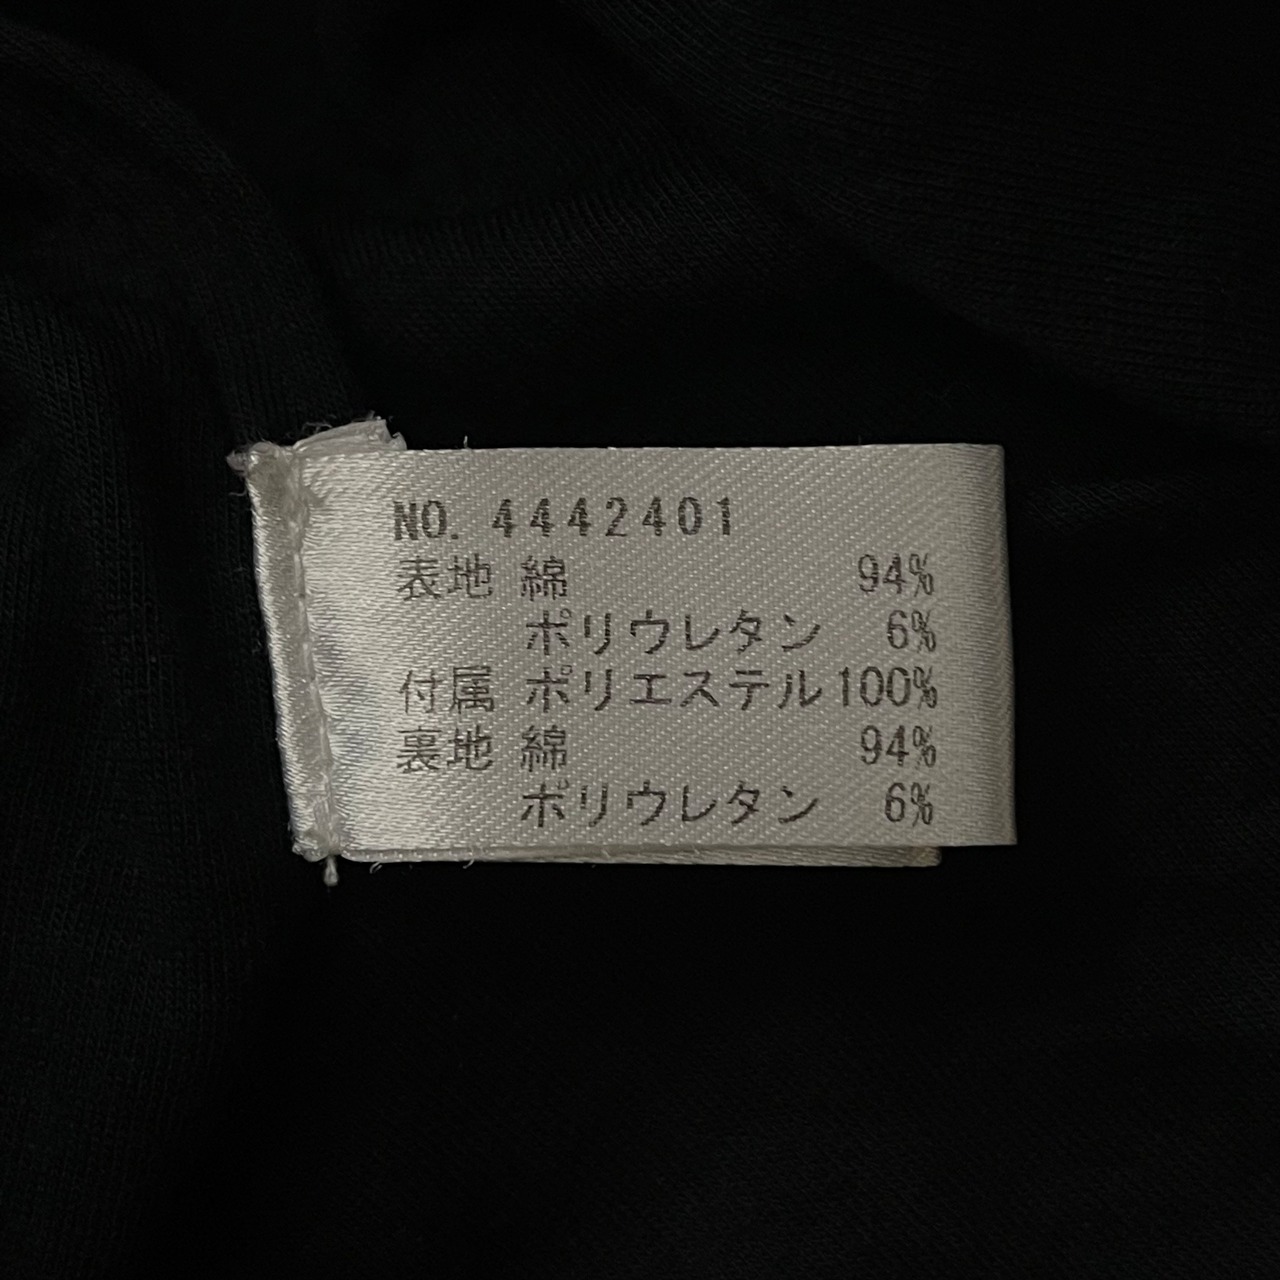 NO. 4442401
表地 綿 94%
ポリウレタン 6%
付属 ポリエステル 100%
裏地 綿 94%
ポリウレタン 6%